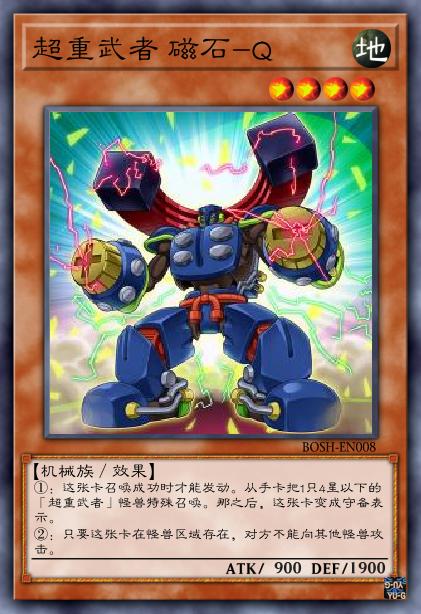 超重武者 磁石-Q
地
BOSH-EN008
【机械族／效果】
①：这张卡召唤成功时才能发动。从手卡把1只4星以下的
「超重武者」怪兽特殊召唤。那之后，这张卡变成守备表
示。
②：只要这张卡在怪兽区域存在，对方不能向其他怪兽攻
击。
ATK/ 900 DEF/1900